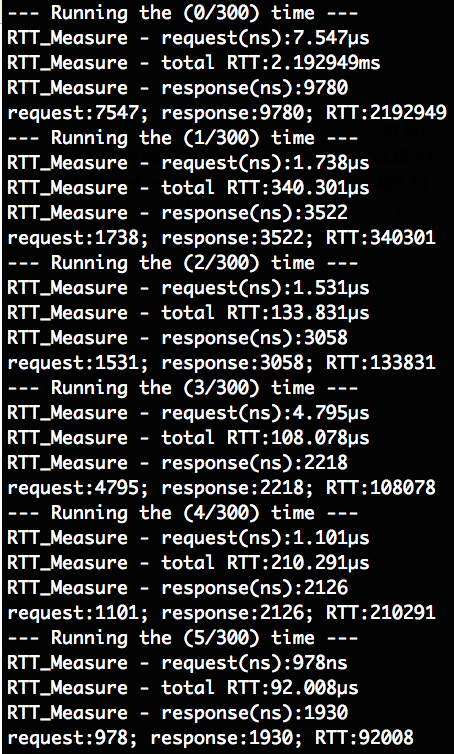 --- Running the (0/300) time ---
RTT_Measure - request(ns):7.547µs
RTT_Measure - total RTT:2.192949ms
RTT_Measure - response(ns):9780
request:7547; response:9780; RTT:2192949
--- Running the (1/300) time ---
RTT_Measure - request(ns):1.738µs
RTT_Measure - total RTT:340.301µs
RTT_Measure - response(ns):3522
request:1738; response:3522; RTT:340301
--- Running the (2/300) time ---
RTT_Measure - request(ns):1.531µs
RTT_Measure - total RTT:133.831µs
RTT_Measure - response(ns):3058
request:1531; response:3058; RTT:133831
--- Running the (3/300) time ---
RTT_Measure - request(ns):4.795µs
RTT_Measure - total RTT:108.078µs
RTT_Measure - response(ns):2218
request:4795; response:2218; RTT:108078
--- Running the (4/300) time ---
RTT_Measure - request(ns):1.101µs
RTT_Measure - total RTT:210.291µs
RTT_Measure - response(ns):2126
request:1101; response:2126; RTT:210291
--- Running the (5/300) time ---
RTT_Measure - request(ns):978ns
RTT_Measure - total RTT:92.008µs
RTT_Measure - response(ns):1930
request:978; response:1930; RTT:92008